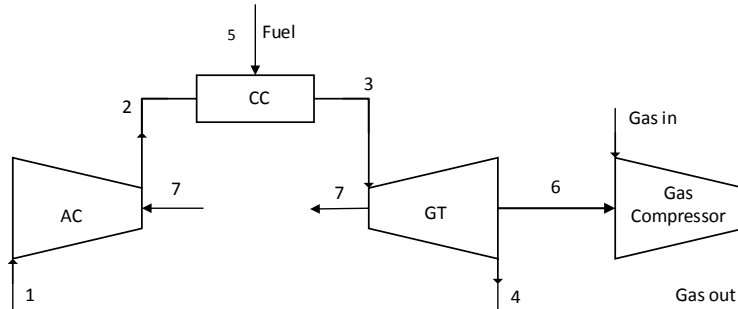 5 Fuel
CC
2
3
7
7
6
Gas in
AC
GT
Gas
Compressor
1
4
Gas out